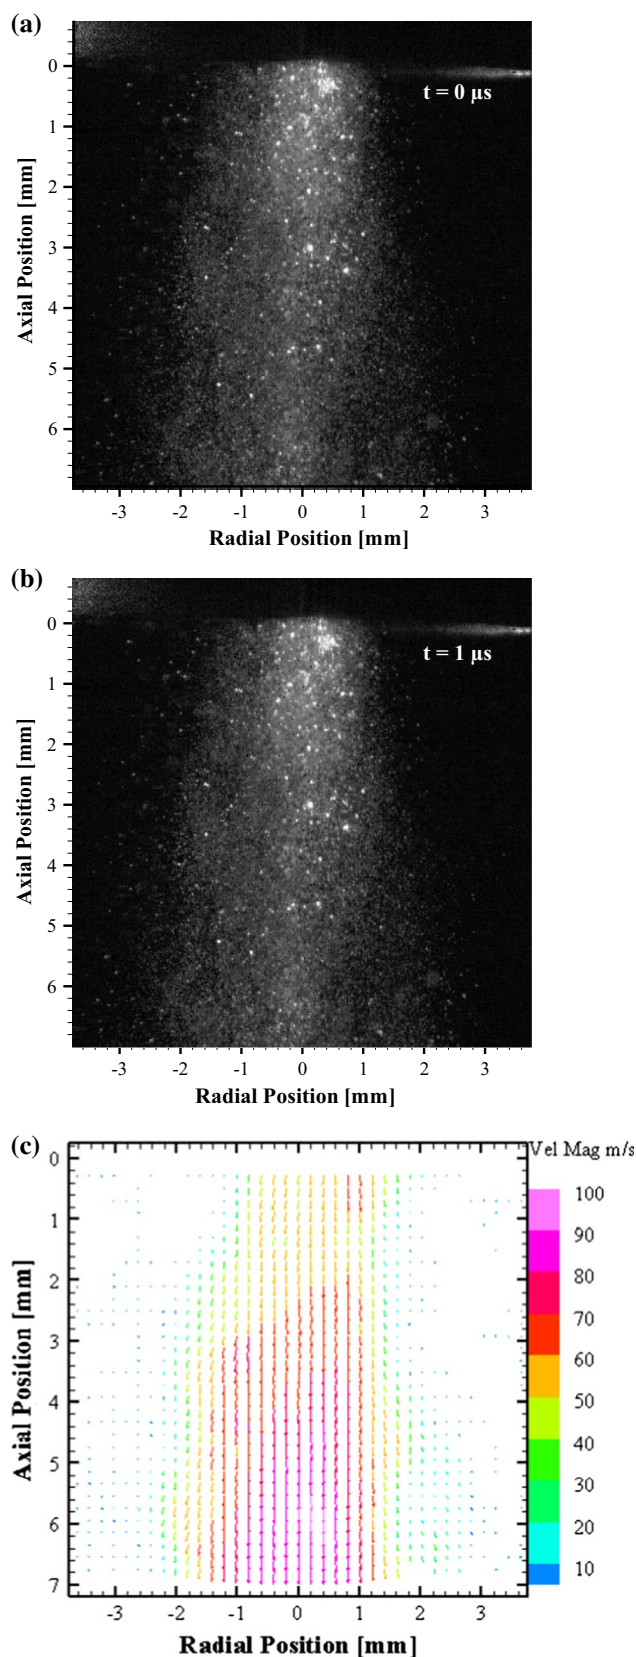 (a)
0
t = 0 µs
1
2
3
4
5
6
Axial Position [mm]
-3 -2 -1 0 1 2 3
Radial Position [mm]
(b)
0
t = 1 µs
1
2
3
4
5
6
Axial Position [mm]
-3 -2 -1 0 1 2 3
Radial Position [mm]
(c)
Vel Mag m/s
0
1
2
3
4
5
6
7
Axial Position [mm]
100
90
80
70
60
50
40
30
20
10
-3 -2 -1 0 1 2 3
Radial Position [mm]